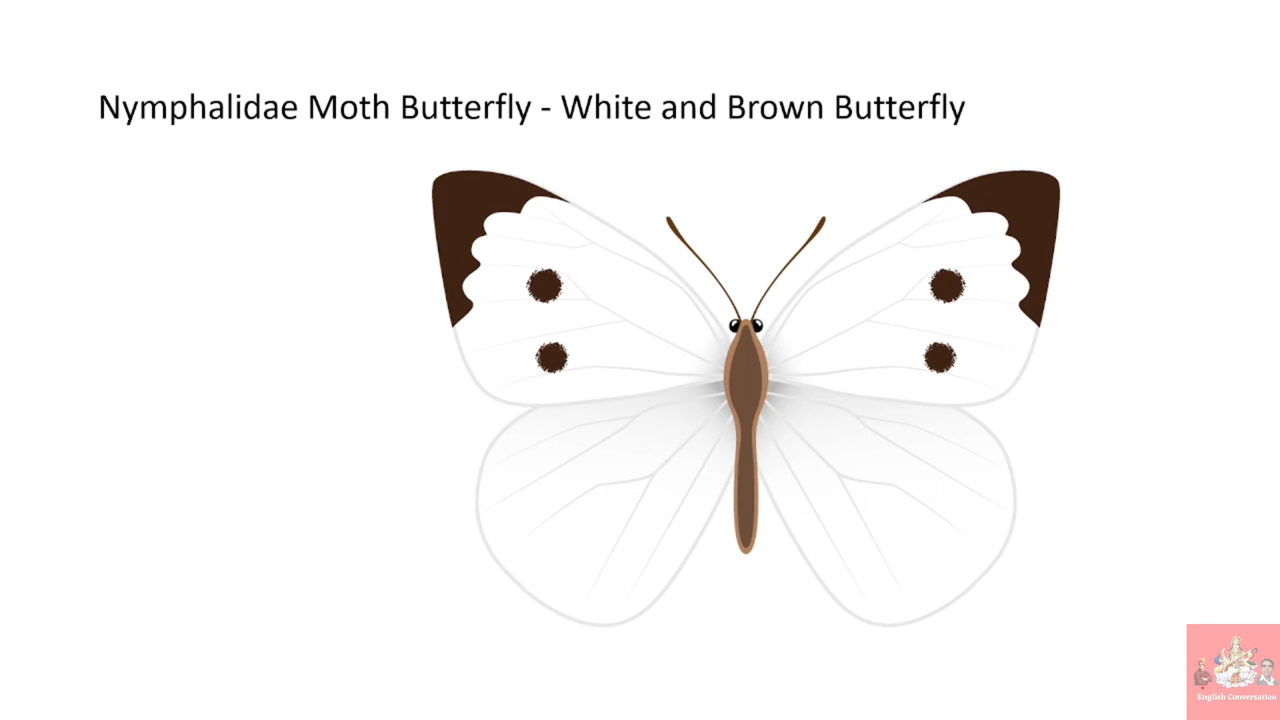 Nymphalidae Moth Butterfly - White and Brown Butterfly
English Conversation